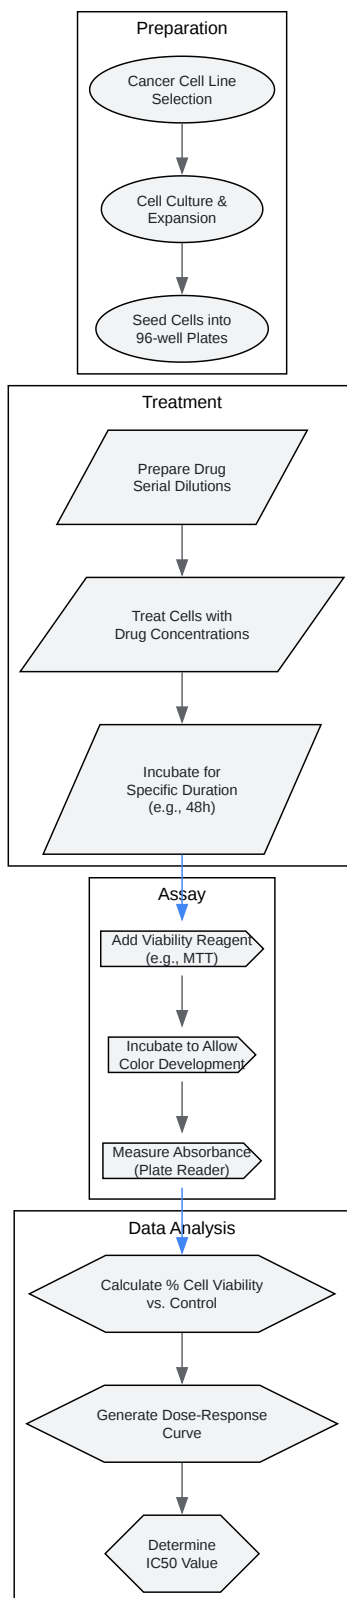 Preparation
Cancer Cell Line
Selection
Cell Culture &
Expansion
Seed Cells into
96-well Plates
Treatment
Prepare Drug
Serial Dilutions
Treat Cells with
Drug Concentrations
Incubate for
Specific Duration
(e.g., 48h)
Assay
Add Viability Reagent
(e.g., MTT)
Incubate to Allow
Color Development
Measure Absorbance
(Plate Reader)
Data Analysis
Calculate % Cell Viability
vs. Control
Generate Dose-Response
Curve
Determine
IC50 Value